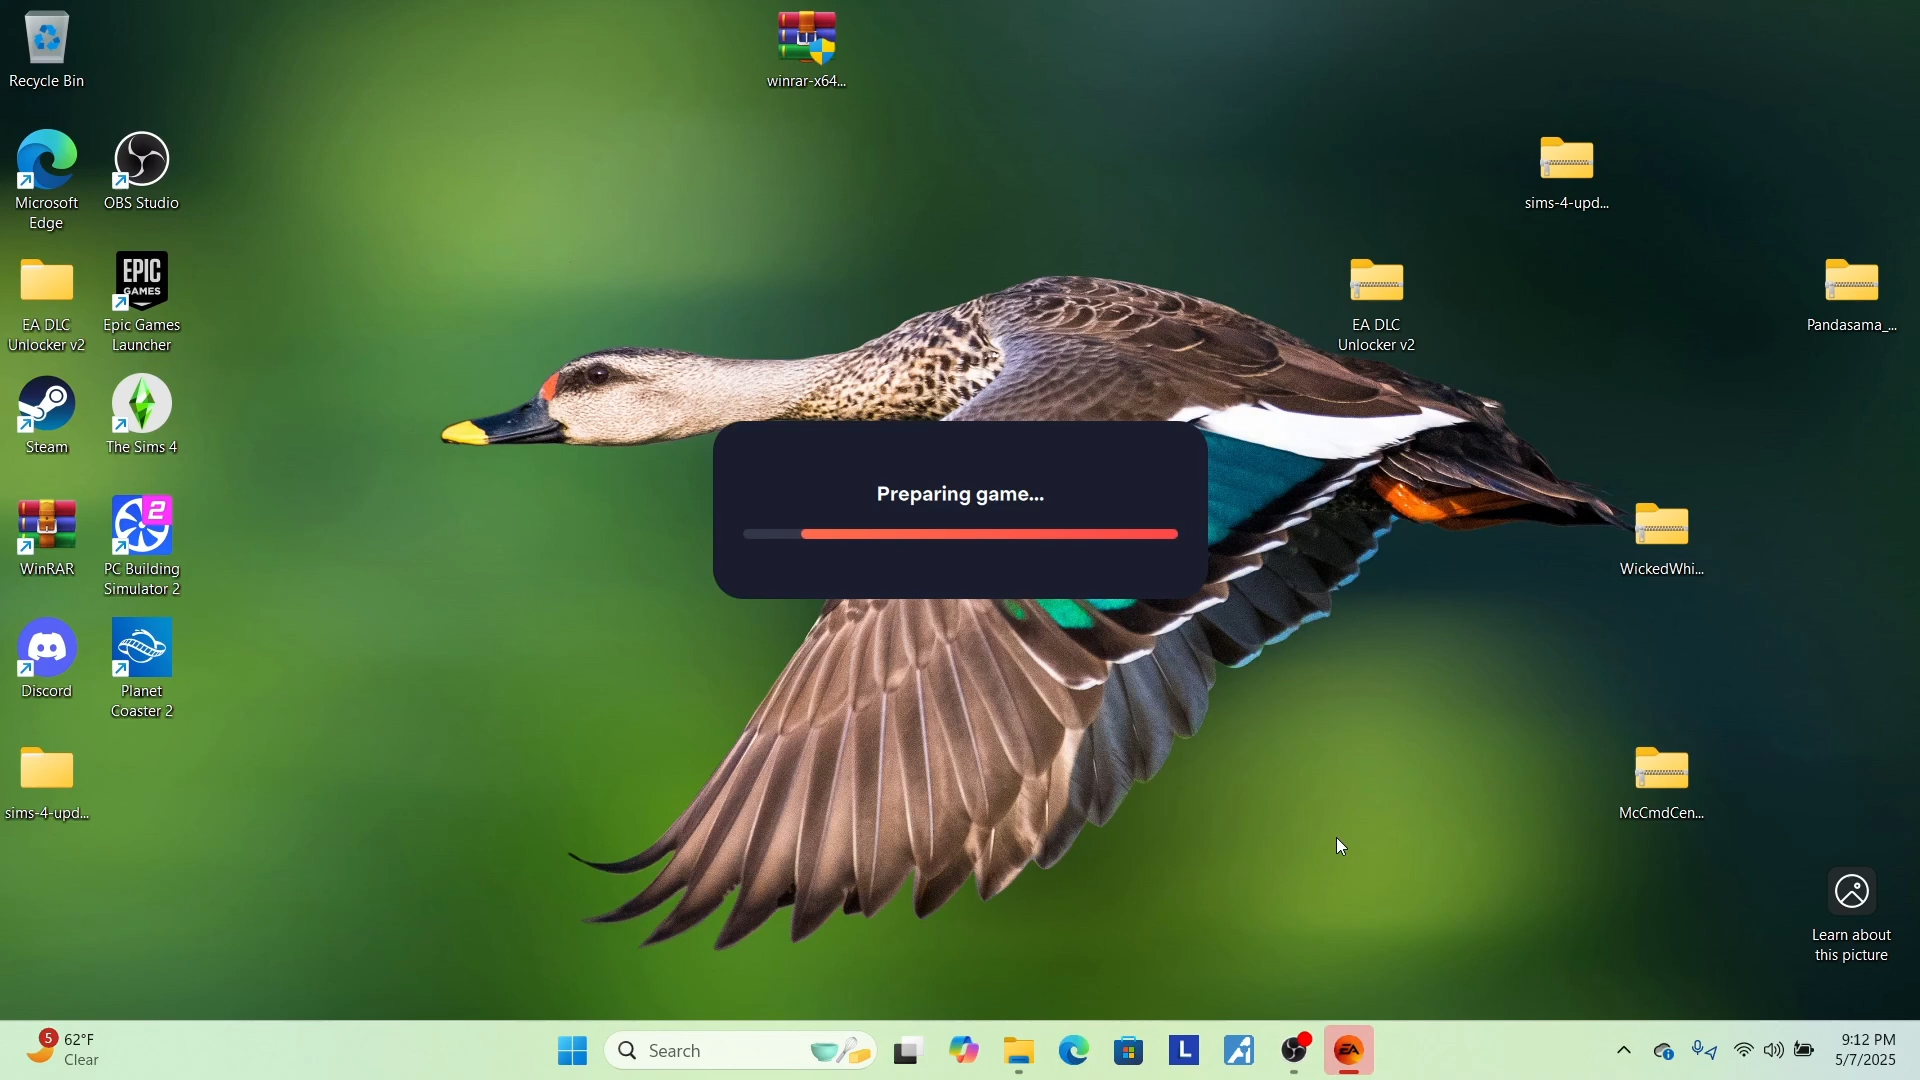 Recycle Bin
winrar-x64...
Microsoft
Edge
OBS Studio
sims-4-upd...
EA DLC
Unlocker v2
EPIC
GAMES
Epic Games
Launcher
EA DLC
Unlocker v2
Pandasama_...
Steam
The Sims 4
Preparing game...
WinRAR
2
PC Building
Simulator 2
WickedWhi...
Discord
Planet
Coaster 2
sims-4-upd...
McCmdCen...
Learn about
this picture
5
62°F
Clear
Search
L
EA
9:12 PM
5/7/2025